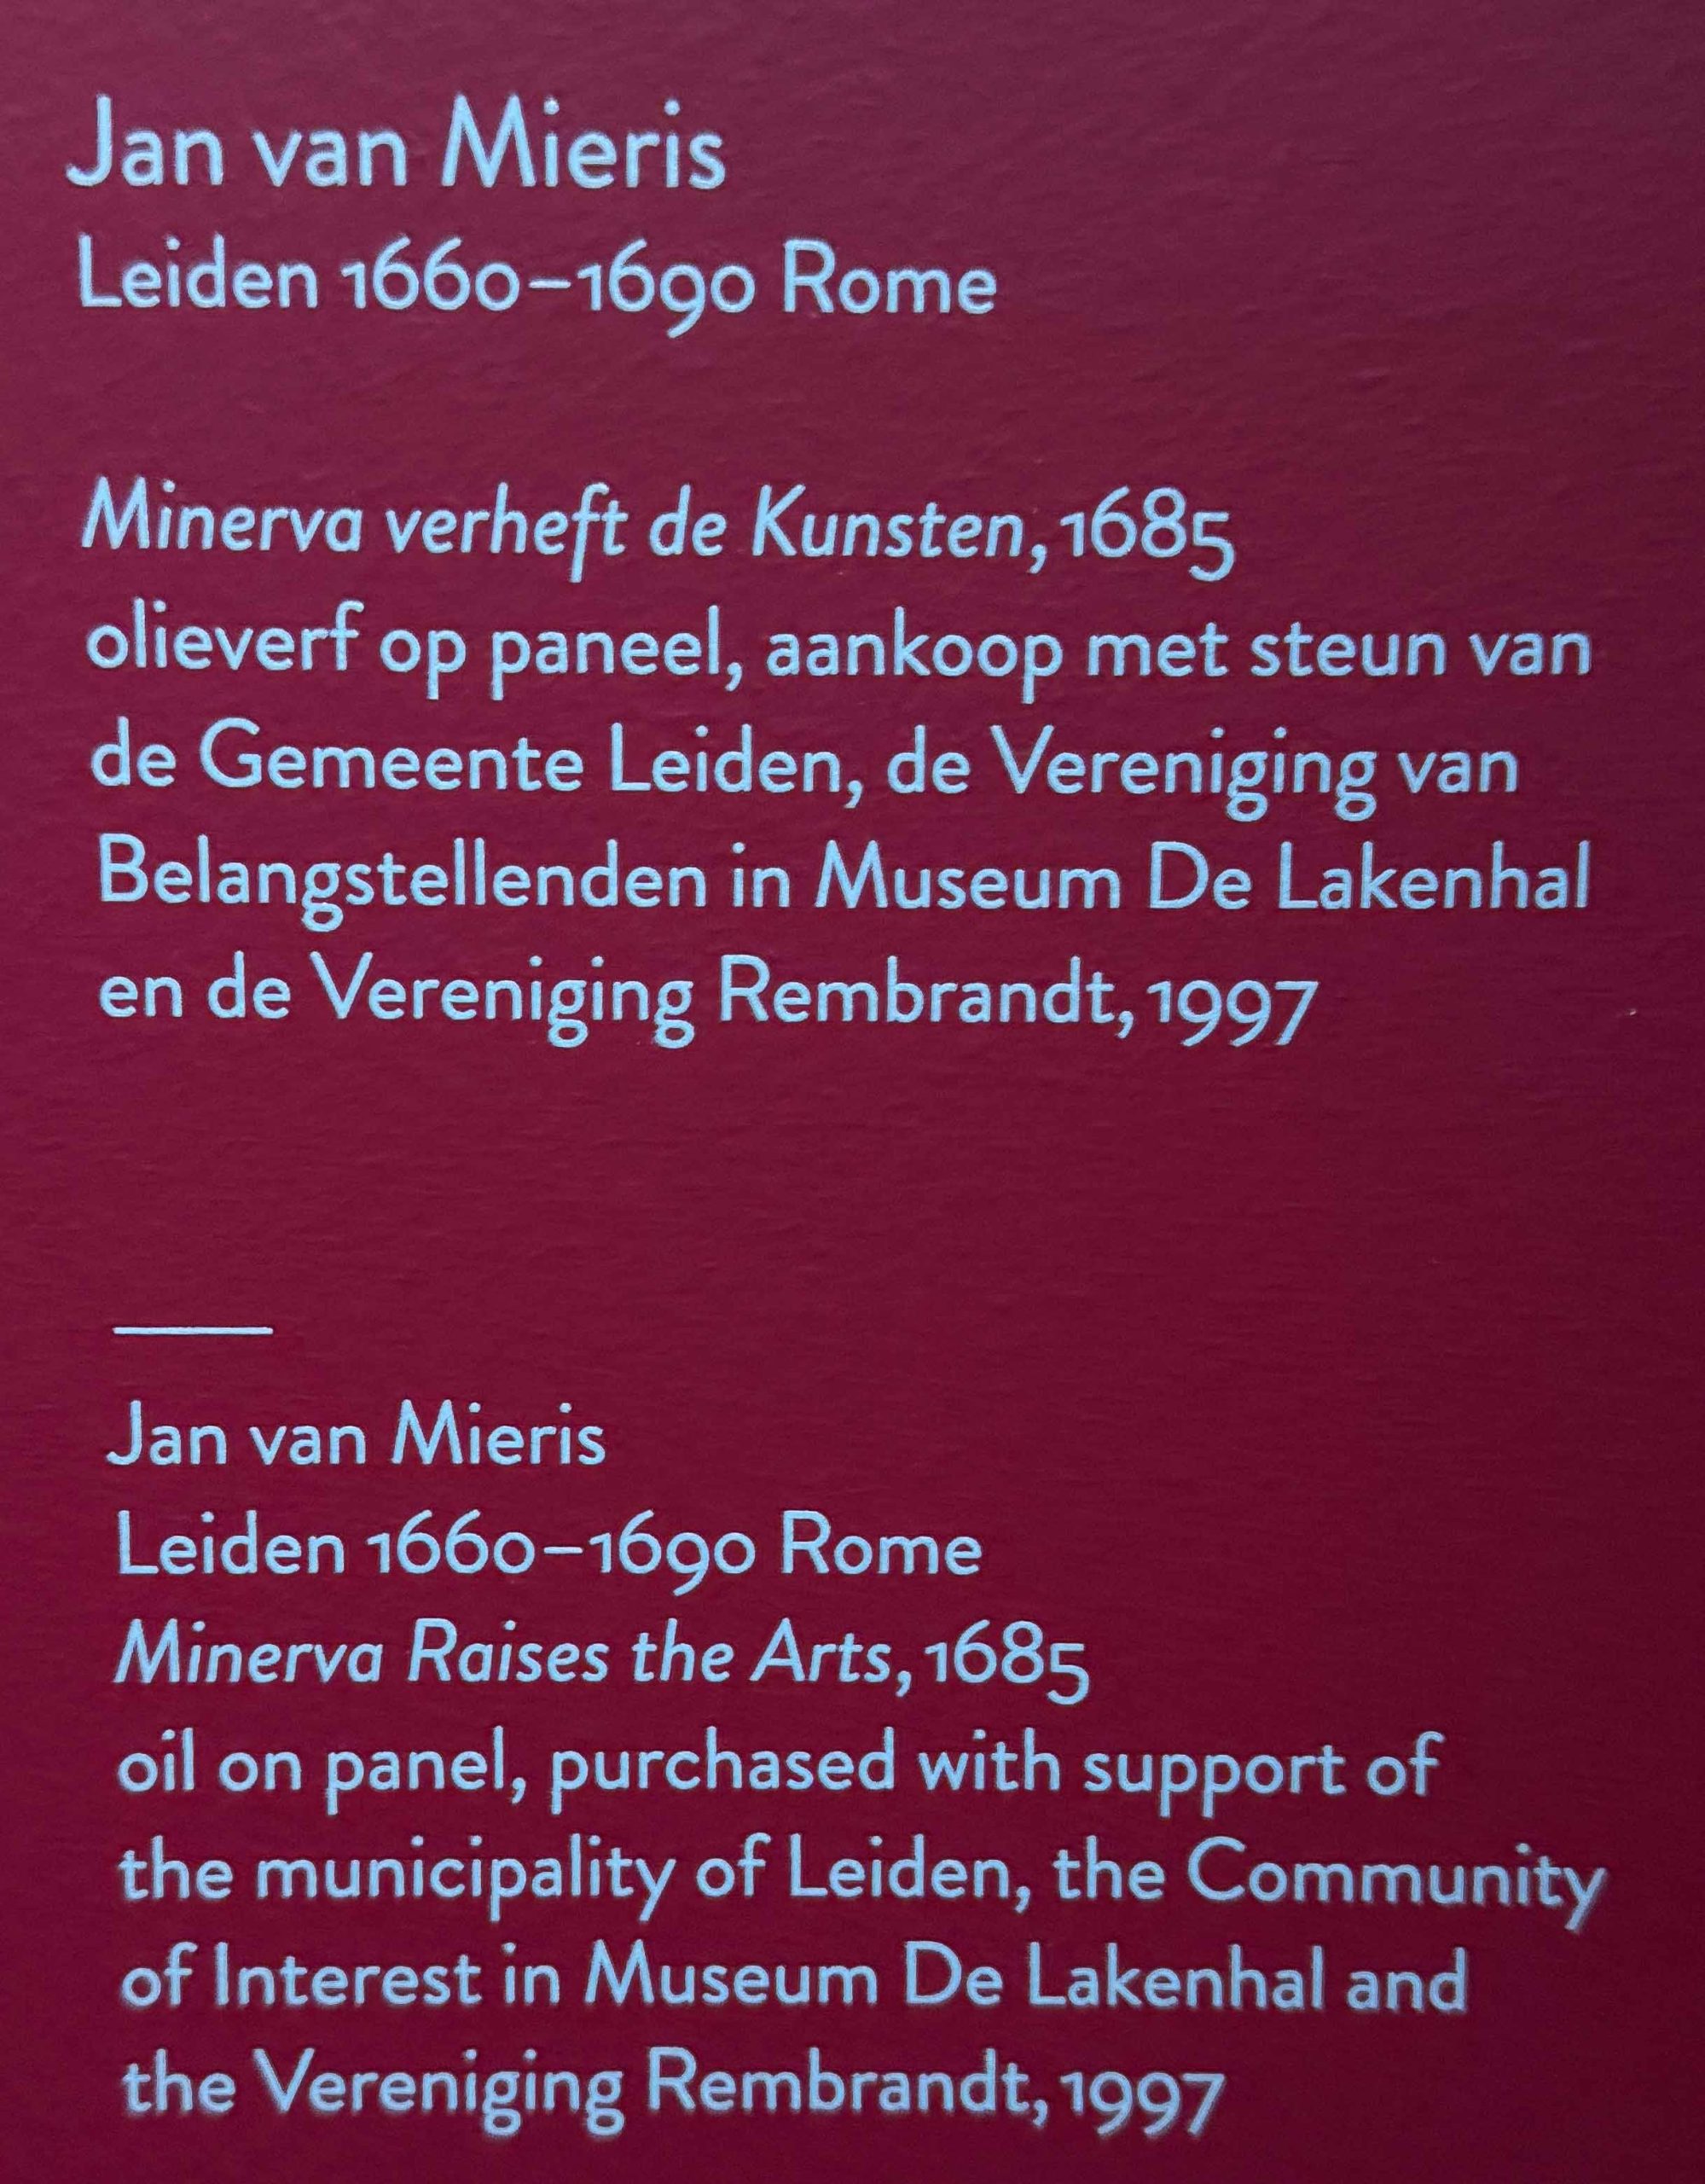 Jan van Mieris
Leiden 1660–1690 Rome
Minerva verheft de Kunsten, 1685
olieverf op paneel, aankoop met steun van
de Gemeente Leiden, de Vereniging van
Belangstellenden in Museum De Lakenhal
en de Vereniging Rembrandt, 1997
Jan van Mieris
Leiden 1660–1690 Rome
Minerva Raises the Arts, 1685
oil on panel, purchased with support of
the municipality of Leiden, the Community
of Interest in Museum De Lakenhal and
the Vereniging Rembrandt, 1997